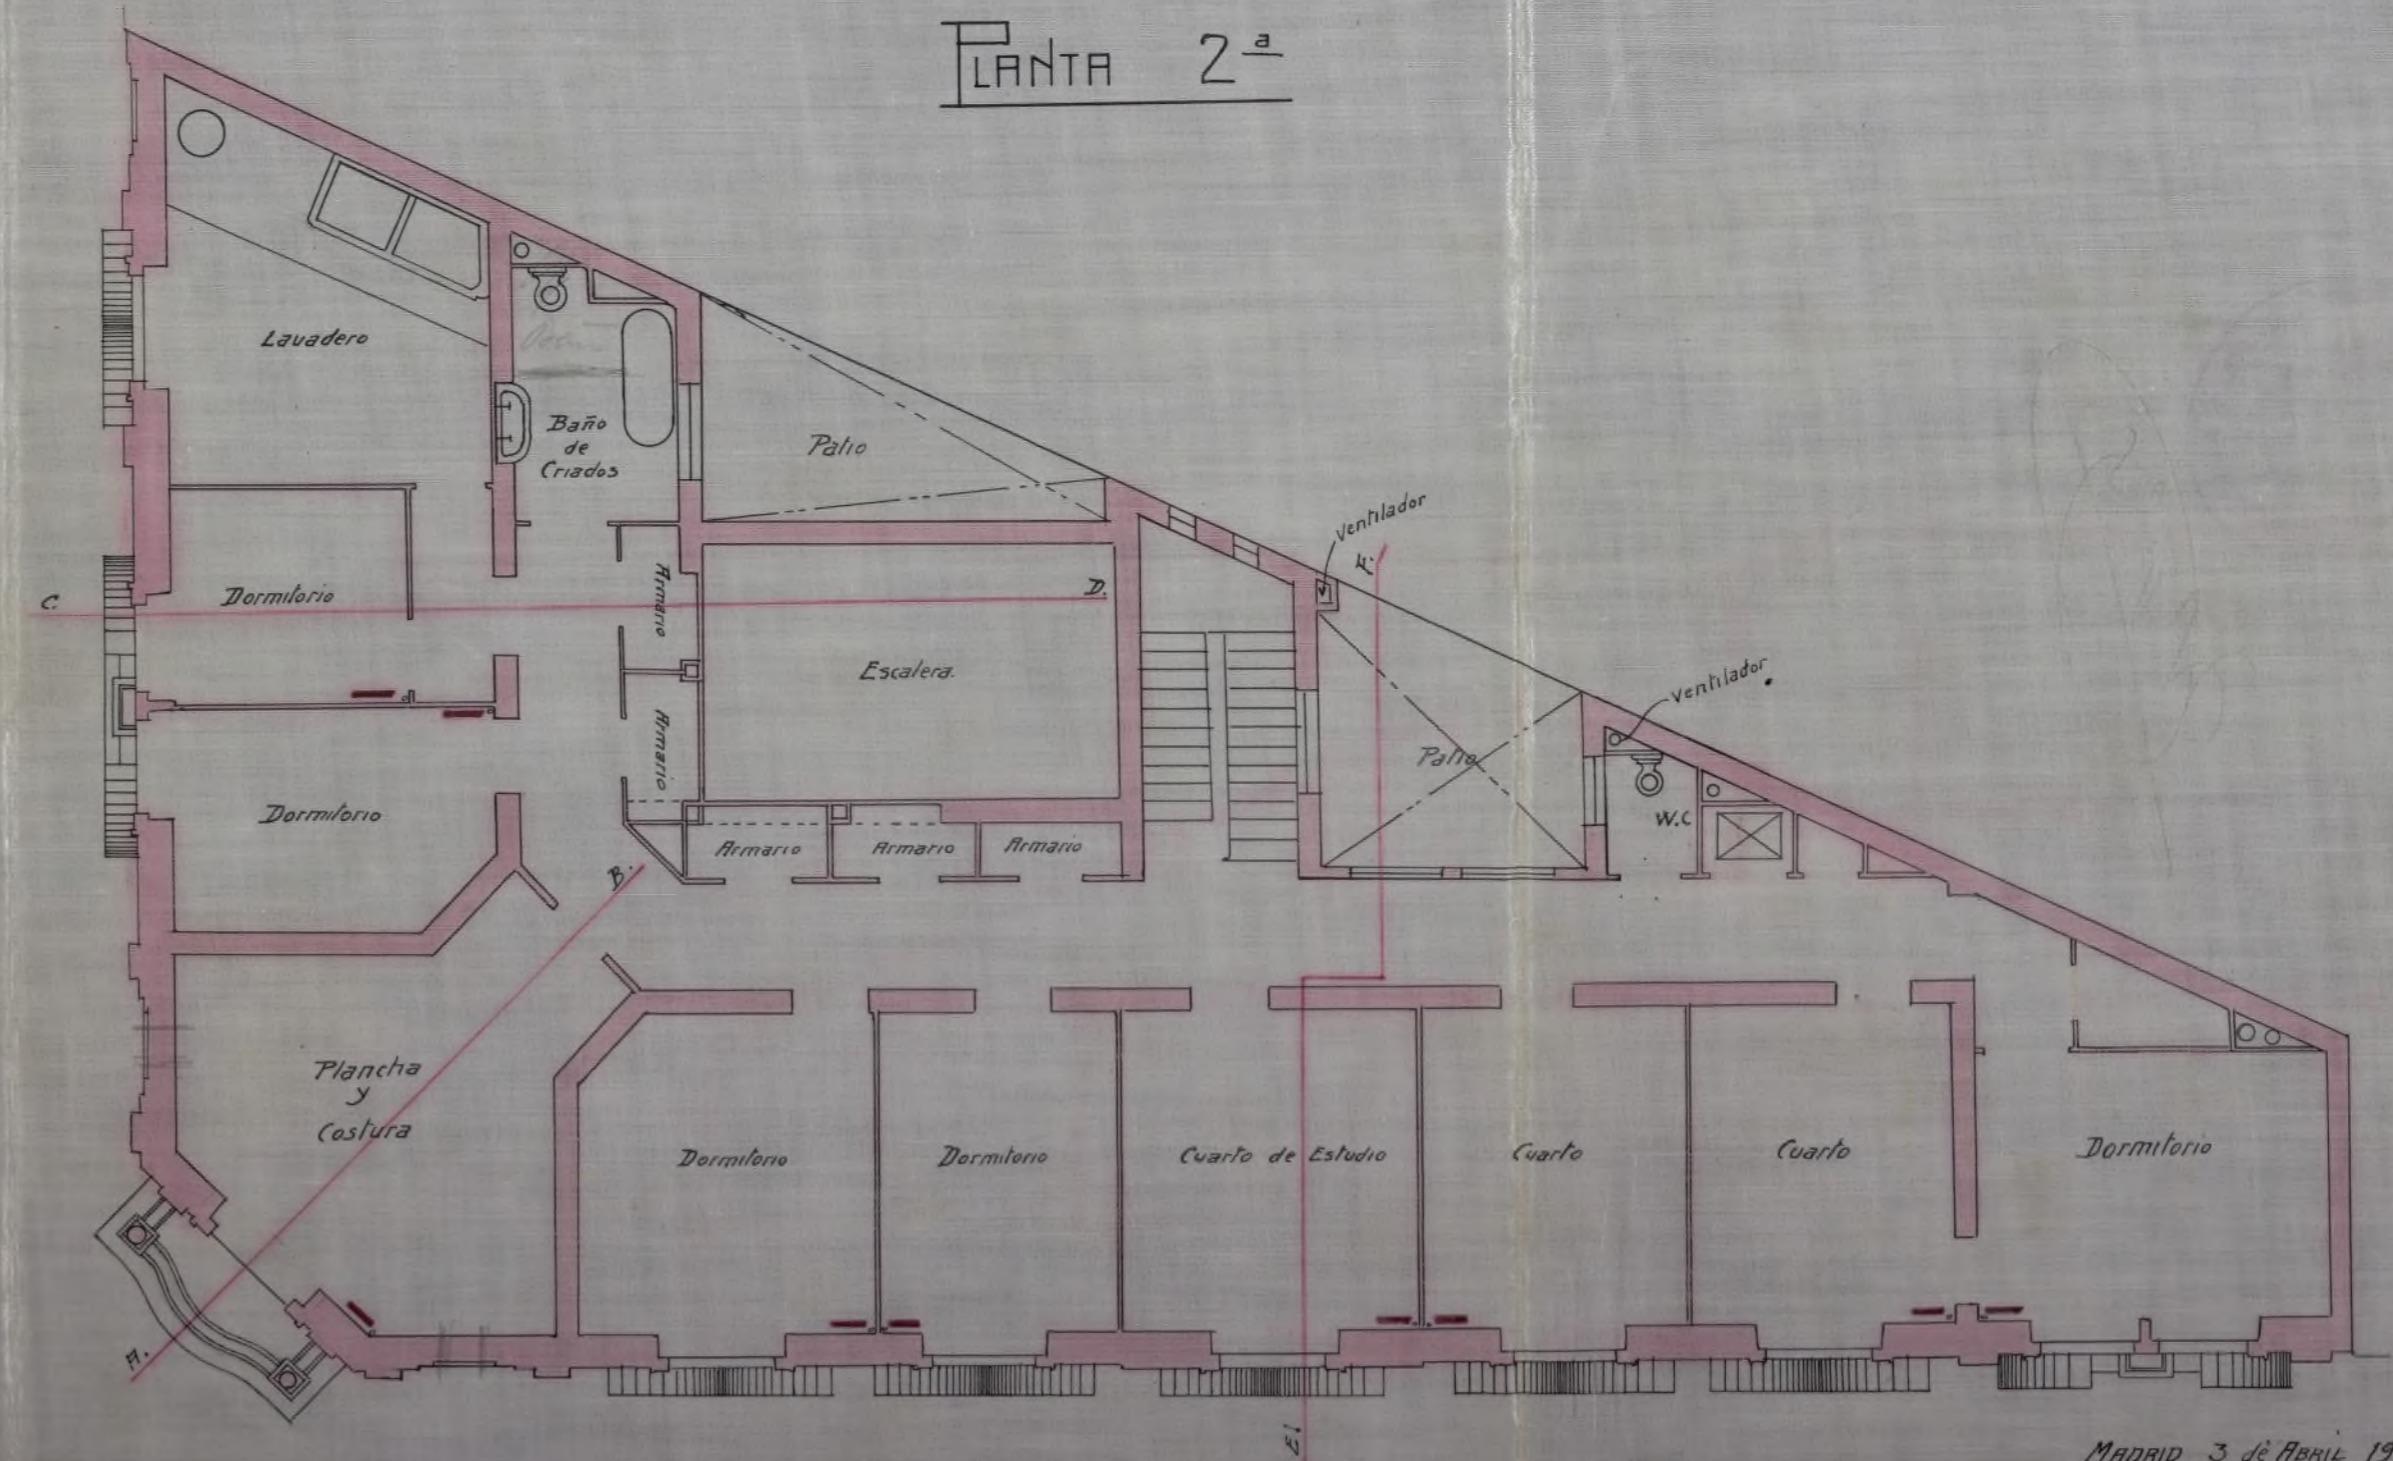 PLANTA 2ª
Lavadero
Baño
de
Criados
Patio
ventilador
F.
C.
Dormitorio
Armario
D.
Escalera.
ventilador
Patio
Armario
Dormitorio
W.C
B.
Armario
Armario
Armario
Plancha
y
Costura
Dormitorio
Dormitorio
Cuarto de Estudio
Cuarto
Cuarto
Dormitorio
A.
E.
MADRID 3 de ABRIL 19